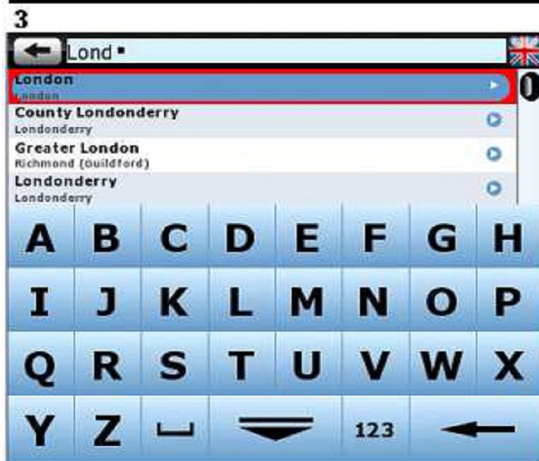 3
Lond
London
London
County Londonderry
Londonderry
Greater London
Richmond (Guildford)
Londonderry
Londonderry
A B C D E F G H
I J K L M N O P
Q R S T U V W X
Y Z 123